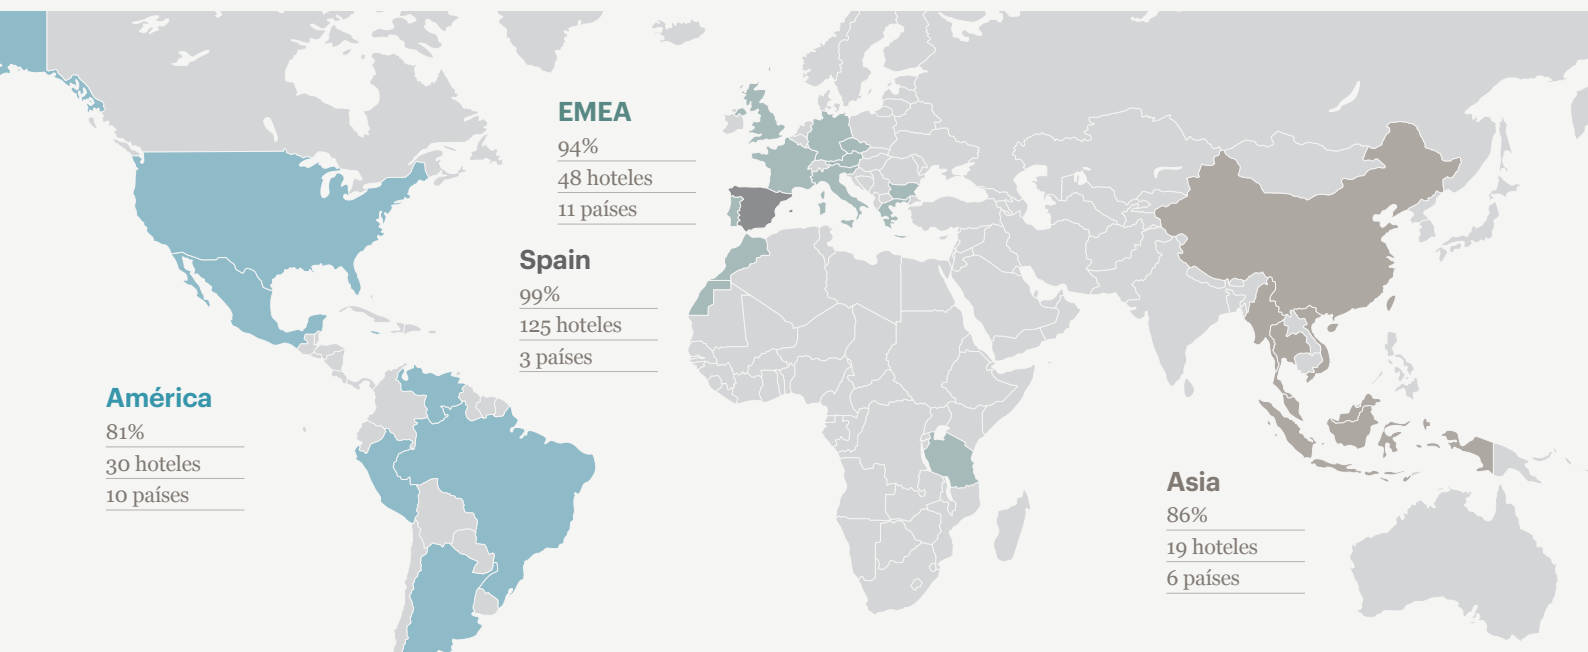 EMEA
94%
48 hoteles
11 países
Spain
99%
125 hoteles
3 países
América
81%
30 hoteles
10 países
Asia
86%
19 hoteles
6 países